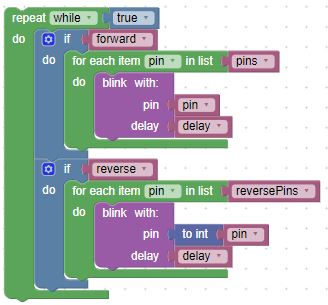 repeat while true
do if forward
do for each item pin in list pins
do blink with:
pin pin
delay delay
if reverse
do for each item pin in list reversePins
do blink with:
pin to int pin
delay delay